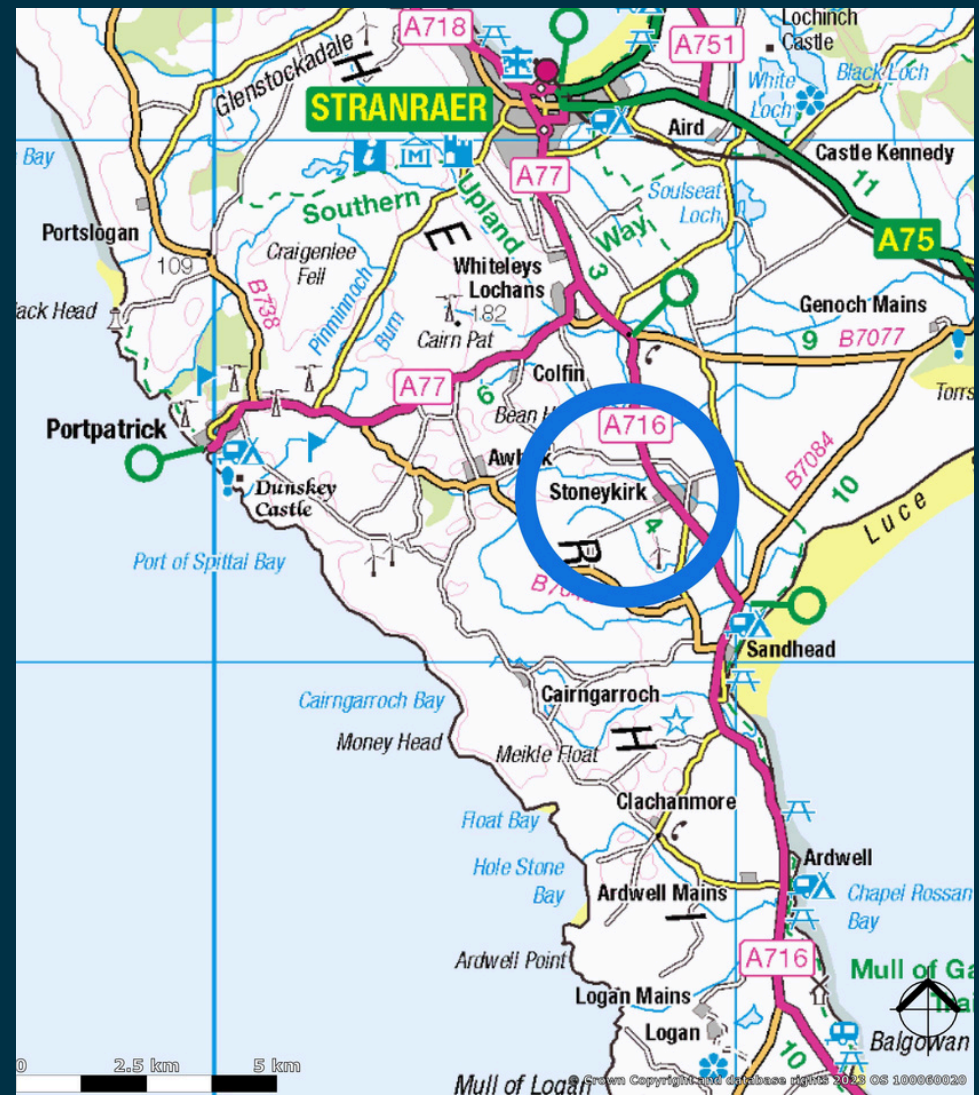 A718
Lochinch
Castle
A751
Glenstockadale
H
White
Loch
Black Loch
STRANRAER
Aird
Castle Kennedy
Bay
A77
11
Southern
Upland
Way
Soulseat
Loch
A75
Portslogan
E
Craigenlee
Fell
109
Whiteleys
Lochans
3
B738
Pinminnoch
Burn
182
Cairn Pat
Genoch Mains
9
B7077
Colfin
6
A77
Bean H
A716
Portpatrick
Stoneykirk
B7084
10
Luce
Dunskey
Castle
4
R
Port of Spittal Bay
Sandhead
Cairngarroch
Cairngarroch Bay
Money Head
Meikle Float
H
Clachanmore
Float Bay
Hole Stone
Bay
Ardwell
Ardwell Mains
I
Chapel Rossan
Bay
Ardwell Point
A716
Logan Mains
Logan
10
Balgowan
0 2.5 km 5 km
Mull of Logan
© Crown Copyright and database rights 2023 OS 100060020